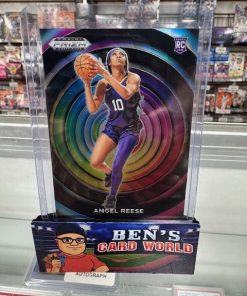 PRIZM
RC
10
ANGEL REESE
BEN'S
CARD WORLD
AUTOGRAPH